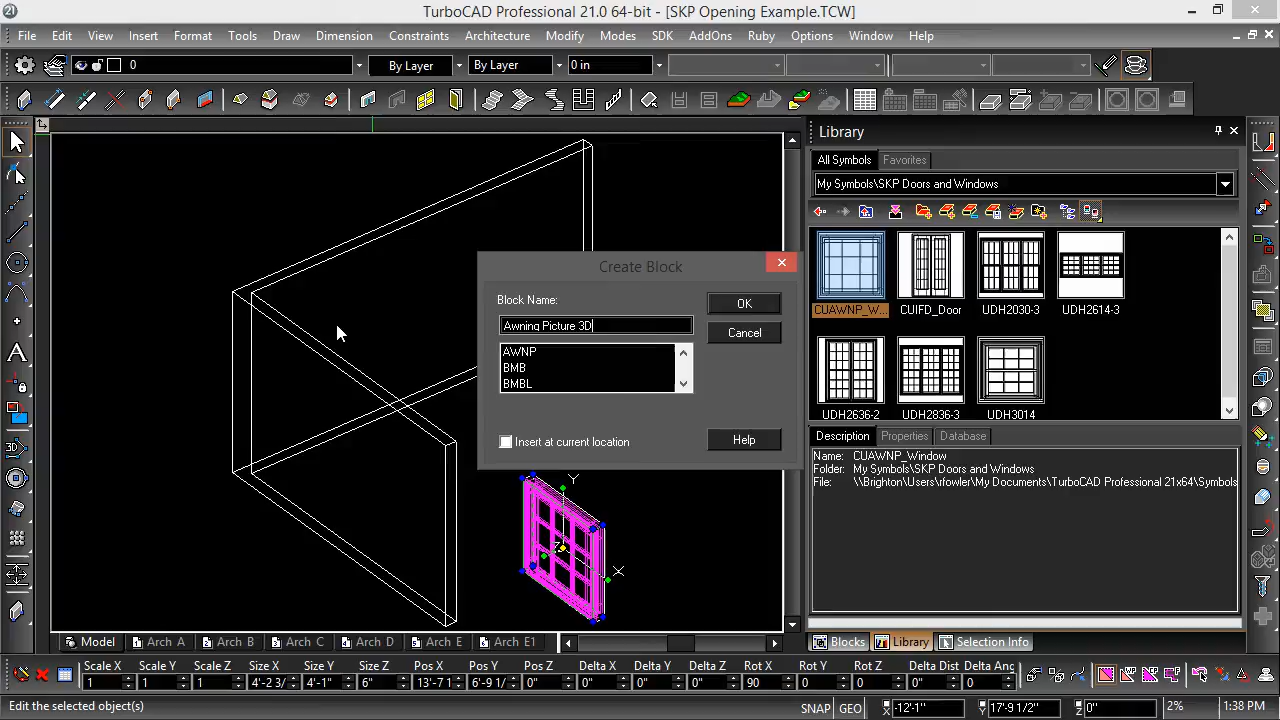 21 TurboCAD Professional 21.0 64-bit - [SKP Opening Example.TCW]
File Edit View Insert Format Tools Draw Dimension Constraints Architecture Modify Modes SDK AddOns Ruby Options Window Help
0 By Layer By Layer 0 in
Library
All Symbols Favorites
My Symbols\SKP Doors and Windows
CUAWNP_W... CUIFD_Door UDH2030-3 UDH2614-3
UDH2636-2 UDH2836-3 UDH3014
Create Block
Block Name:
OK
Awning Picture 3D
Cancel
AWNP
BMB
BMBL
Insert at current location
Help
Y
Z
X
Description Properties Database
Name: CUAWNP_Window
Folder: My Symbols\SKP Doors and Windows
File: \\Brighton\Users\rfowler\My Documents\TurboCAD Professional 21x64\Symbols
Model Arch A Arch B Arch C Arch D Arch E Arch E1
Blocks Library Selection Info
Scale X Scale Y Scale Z Size X Size Y Size Z Pos X Pos Y Pos Z Delta X Delta Y Delta Z Rot X Rot Y Rot Z Delta Dist Delta Anc
1 1 1 4'-2 3/ 4'-1" 6" 13'-7 1 6'-9 1/ 0" 0" 0" 0" 90 0 0 0" 0
Edit the selected object(s)
SNAP GEO X -12'-1" Y 17'-9 1/2" Z 0" 2% 1:38 PM